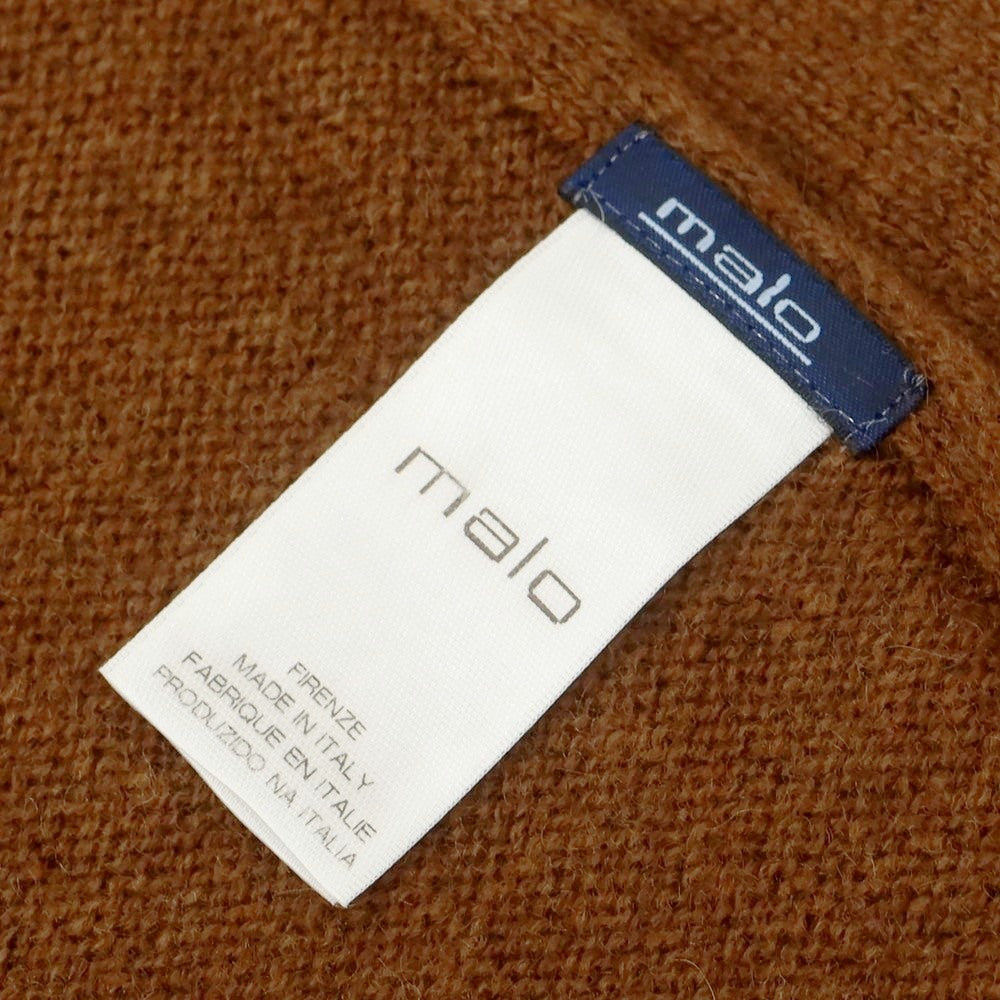 malo
malo
FIRENZE
MADE IN ITALY
FABRIQUE EN ITALIE
PRODUZIDO NA ITALIA